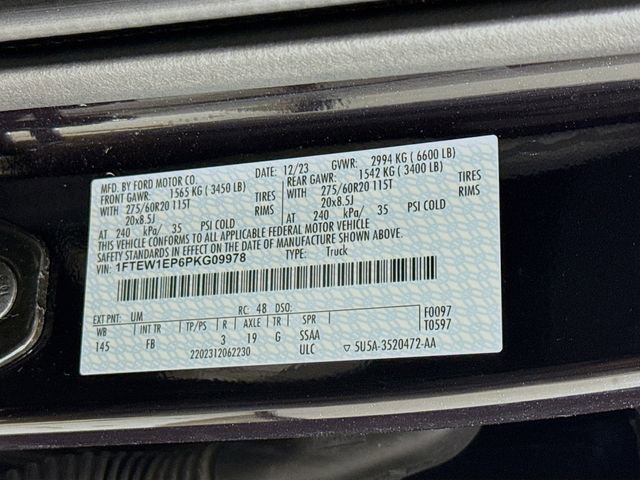 MFD. BY FORD MOTOR CO. DATE: 12/23 GVWR: 2994 KG (6600 LB)
FRONT GAWR: 1565 KG (3450 LB) REAR GAWR: 1542 KG (3400 LB)
WITH 275/60R20 115T TIRES WITH 275/60R20 115T TIRES
20x8.5J RIMS 20x8.5J RIMS
AT 240 kPa/ 35 PSI COLD AT 240 kPa/ 35 PSI COLD
THIS VEHICLE CONFORMS TO ALL APPLICABLE FEDERAL MOTOR VEHICLE
SAFETY STANDARDS IN EFFECT ON THE DATE OF MANUFACTURE SHOWN ABOVE.
VIN: 1FTEW1EP6PKG09978 TYPE: Truck
EXT PNT: UM RC: 48 DSO: F0097
WB INT TR TP/PS R AXLE TR SPR T0597
145 FB 3 19 G SSAA
2202312062230 ULC ▽ 5U5A-3520472-AA